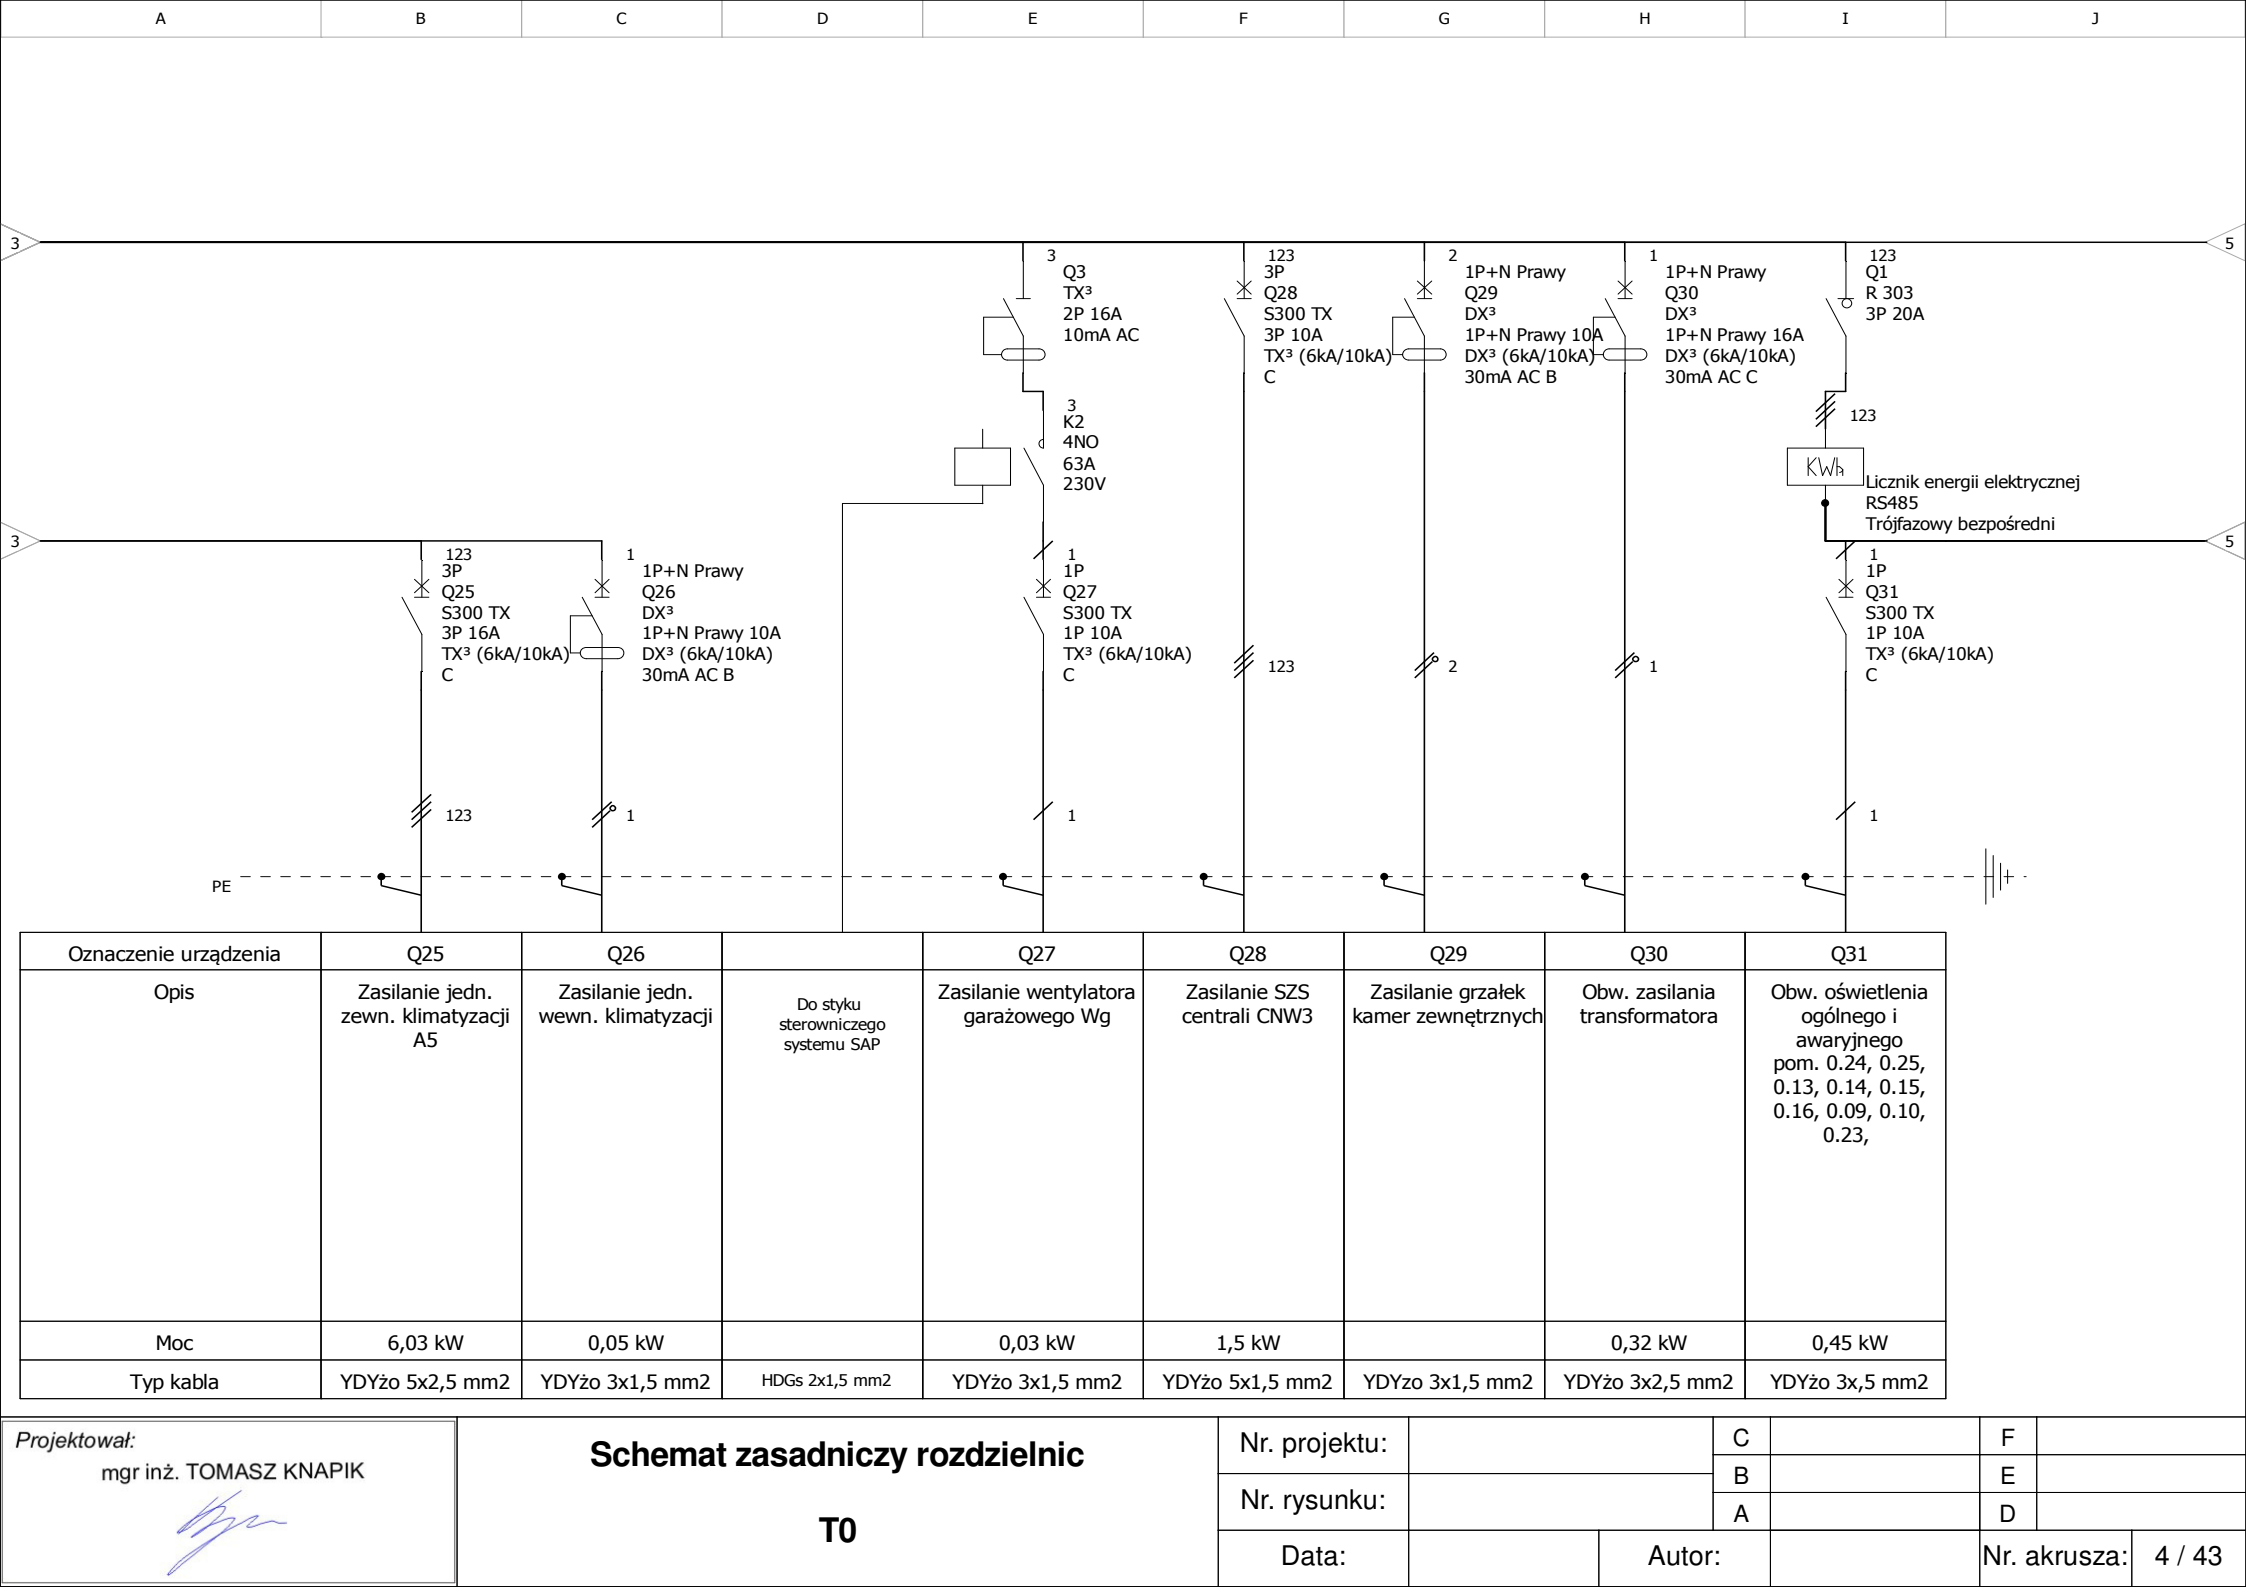 A B C D E F G H I J
3
5
3
Q3
TX³
2P 16A
10mA AC
123
3P
Q28
S300 TX
3P 10A
TX³ (6kA/10kA)
C
2
1P+N Prawy
Q29
DX³
1P+N Prawy 10A
DX³ (6kA/10kA)
30mA AC B
1
1P+N Prawy
Q30
DX³
1P+N Prawy 16A
DX³ (6kA/10kA)
30mA AC C
123
Q1
R 303
3P 20A
3
K2
4NO
63A
230V
123
KWh
Licznik energii elektrycznej
RS485
Trójfazowy bezpośredni
3
5
123
3P
Q25
S300 TX
3P 16A
TX³ (6kA/10kA)
C
1
1P+N Prawy
Q26
DX³
1P+N Prawy 10A
DX³ (6kA/10kA)
30mA AC B
1
1P
Q27
S300 TX
1P 10A
TX³ (6kA/10kA)
C
1
1P
Q31
S300 TX
1P 10A
TX³ (6kA/10kA)
C
123
2
1
123
1
1
1
PE
Oznaczenie urządzenia Q25 Q26 Q27 Q28 Q29 Q30 Q31
Opis
Zasilanie jedn.
zewn. klimatyzacji
A5
Zasilanie jedn.
wewn. klimatyzacji
Do styku
sterowniczego
systemu SAP
Zasilanie wentylatora
garażowego Wg
Zasilanie SZS
centrali CNW3
Zasilanie grzałek
kamer zewnętrznych
Obw. zasilania
transformatora
Obw. oświetlenia
ogólnego i
awaryjnego
pom. 0.24, 0.25,
0.13, 0.14, 0.15,
0.16, 0.09, 0.10,
0.23,
Moc 6,03 kW 0,05 kW 0,03 kW 1,5 kW 0,32 kW 0,45 kW
Typ kabla YDYżo 5x2,5 mm2 YDYżo 3x1,5 mm2 HDGs 2x1,5 mm2 YDYżo 3x1,5 mm2 YDYżo 5x1,5 mm2 YDYzo 3x1,5 mm2 YDYżo 3x2,5 mm2 YDYżo 3x,5 mm2
Projektował:
mgr inż. TOMASZ KNAPIK
Schemat zasadniczy rozdzielnic
T0
Nr. projektu:
Nr. rysunku:
Data:
Autor:
C
B
A
F
E
D
Nr. akrusza: 4 / 43